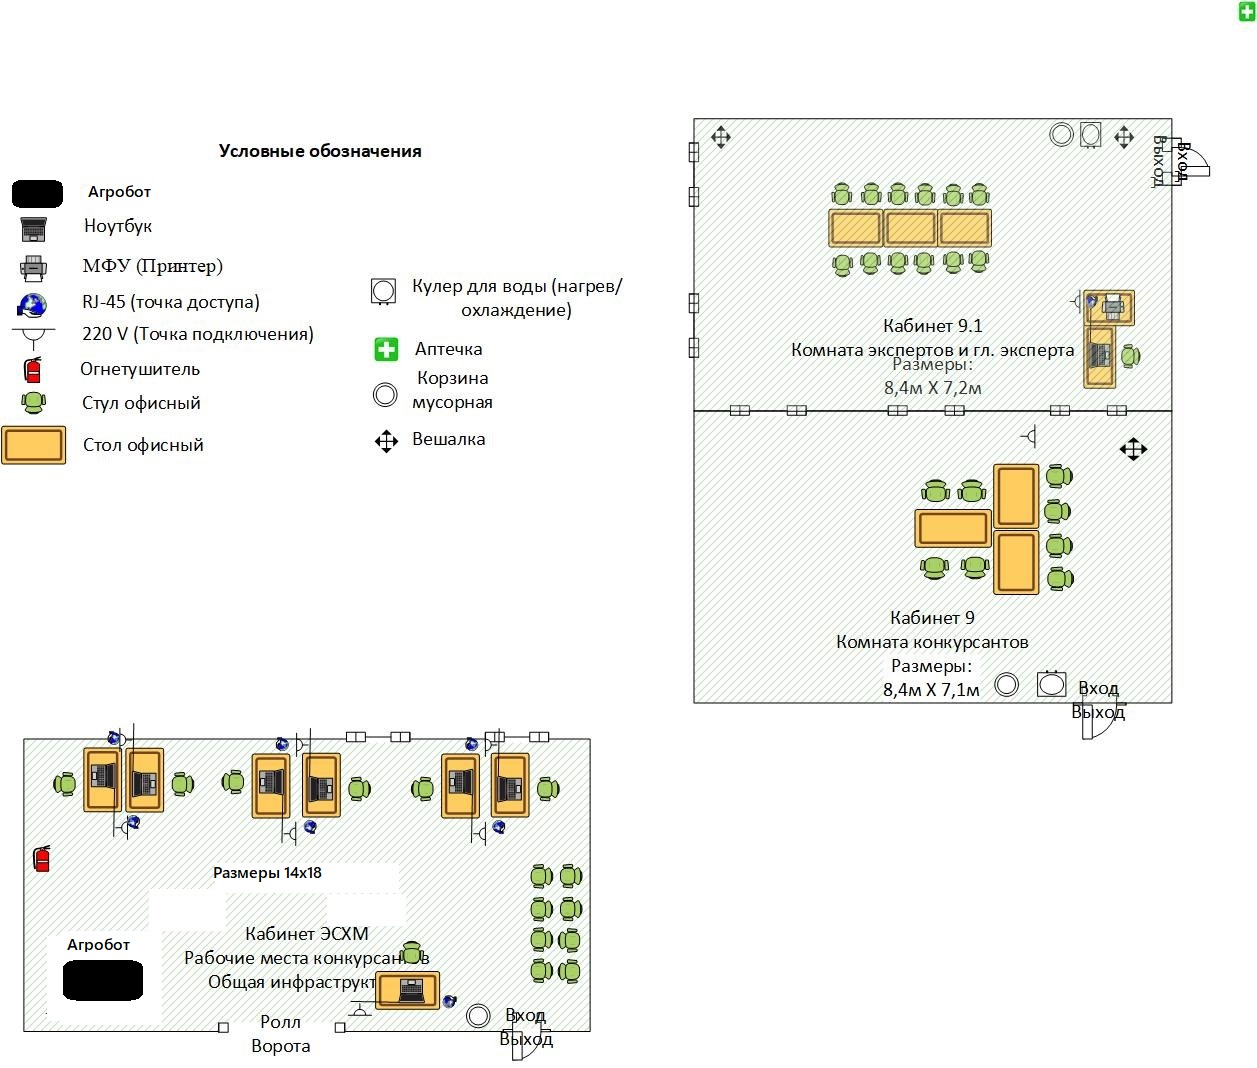 Условные обозначения
Агробот
Ноутбук
МФУ (Принтер)
RJ-45 (точка доступа)
220 V (Точка подключения)
Огнетушитель
Стул офисный
Стол офисный
Кулер для воды (нагрев/
охлаждение)
Аптечка
Корзина
мусорная
Вешалка
Вход
Выход
Кабинет 9.1
Комната экспертов и гл. эксперта
Размеры:
8,4м X 7,2м
Кабинет 9
Комната конкурсантов
Размеры:
8,4м X 7,1м
Вход
Выход
Размеры 14х18
Агробот
Кабинет ЭСХМ
Рабочие места конкурсантов
Общая инфраструкт
Ролл
Ворота
Вход
Выход